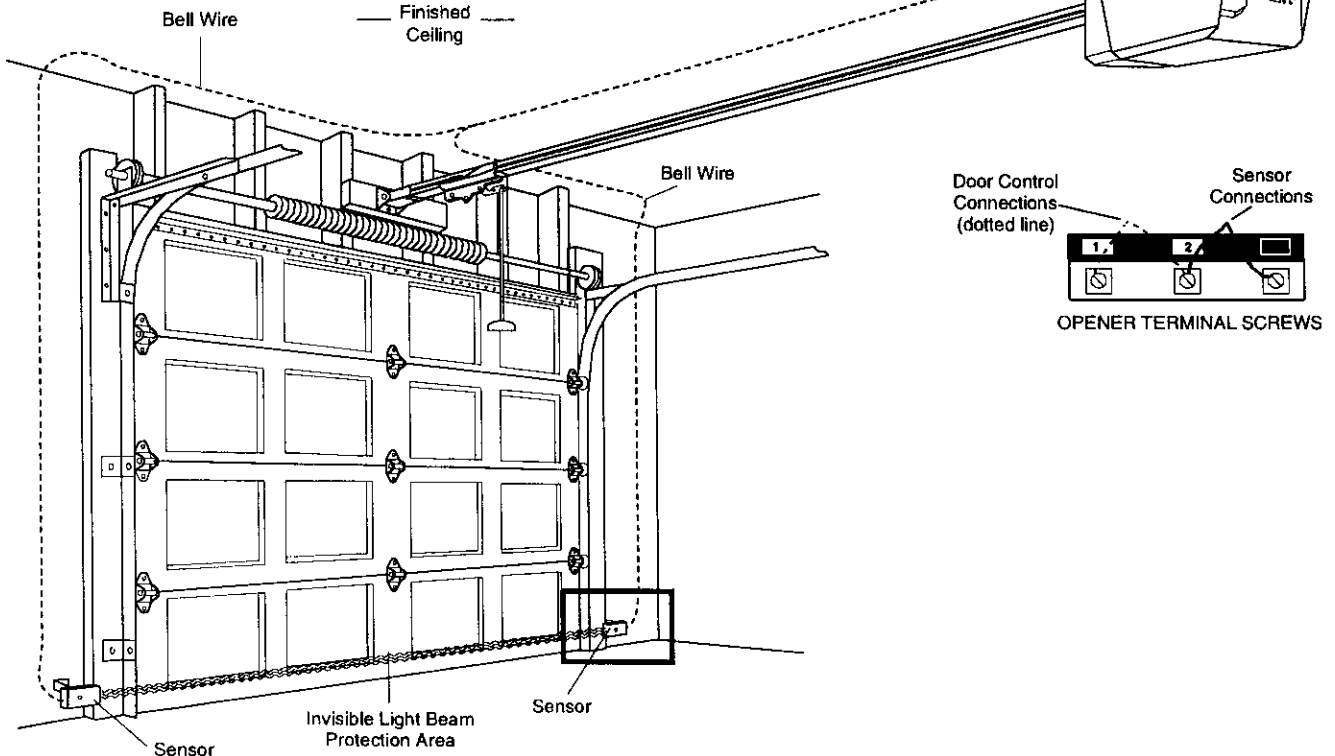 Bell Wire
Finished
Ceiling
Bell Wire
Door Control
Connections
(dotted line)
Sensor
Connections
1
2
OPENER TERMINAL SCREWS
Sensor
Invisible Light Beam
Protection Area
Sensor